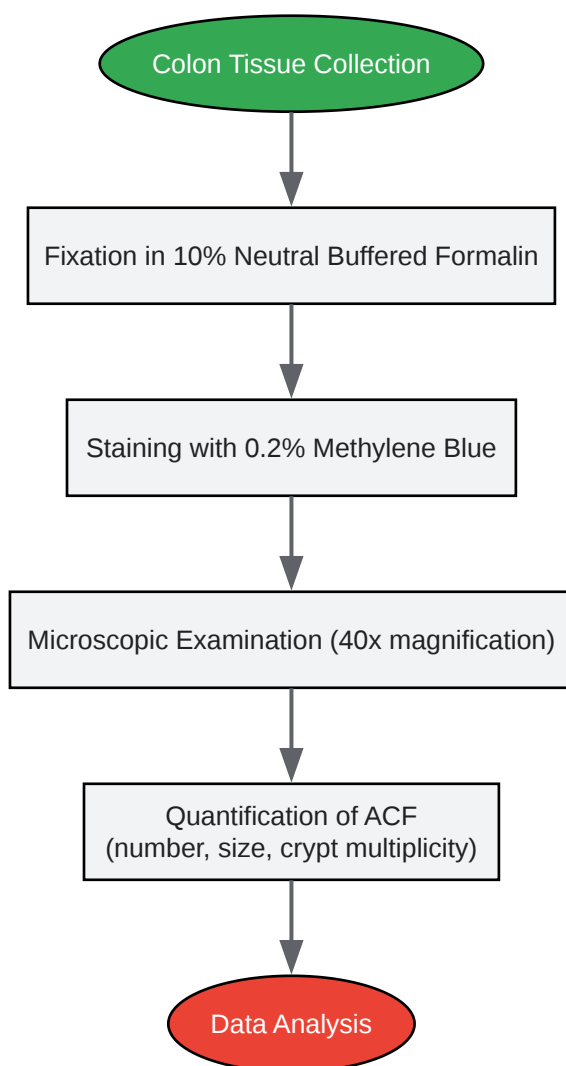 Colon Tissue Collection
Fixation in 10% Neutral Buffered Formalin
Staining with 0.2% Methylene Blue
Microscopic Examination (40x magnification)
Quantification of ACF
(number, size, crypt multiplicity)
Data Analysis